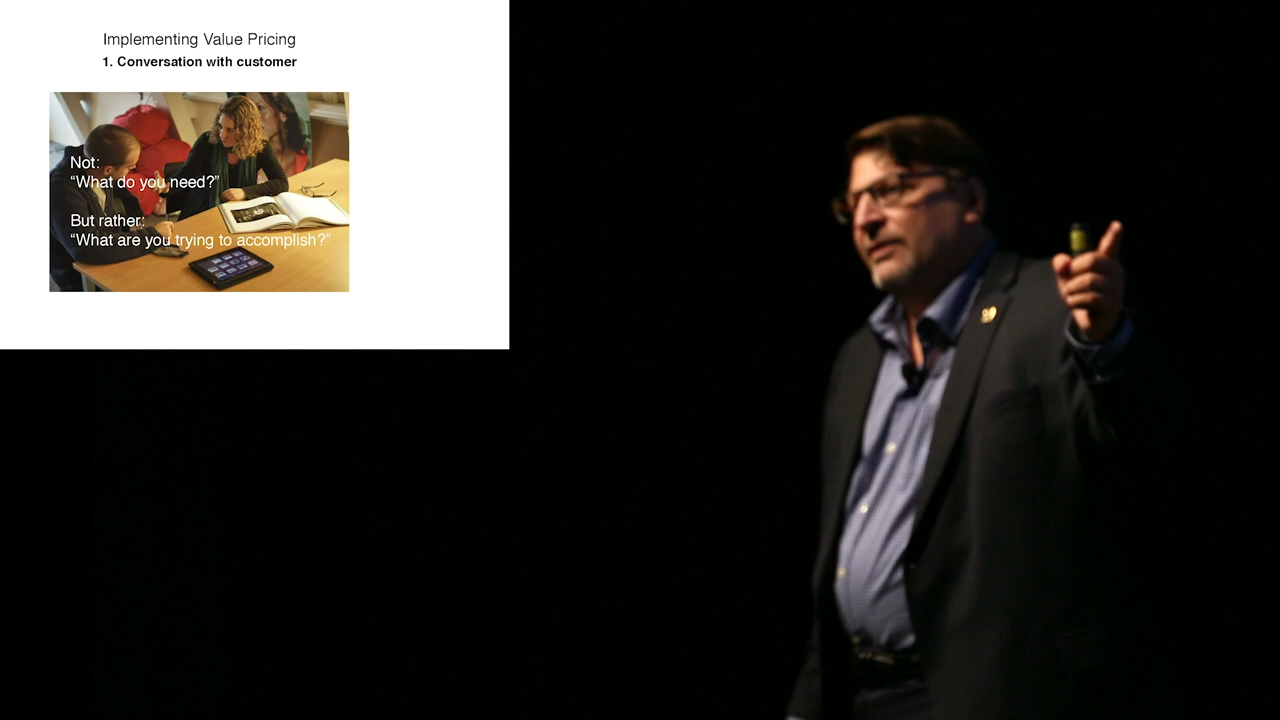 Implementing Value Pricing
1. Conversation with customer
Not:
“What do you need?”
But rather:
“What are you trying to accomplish?”